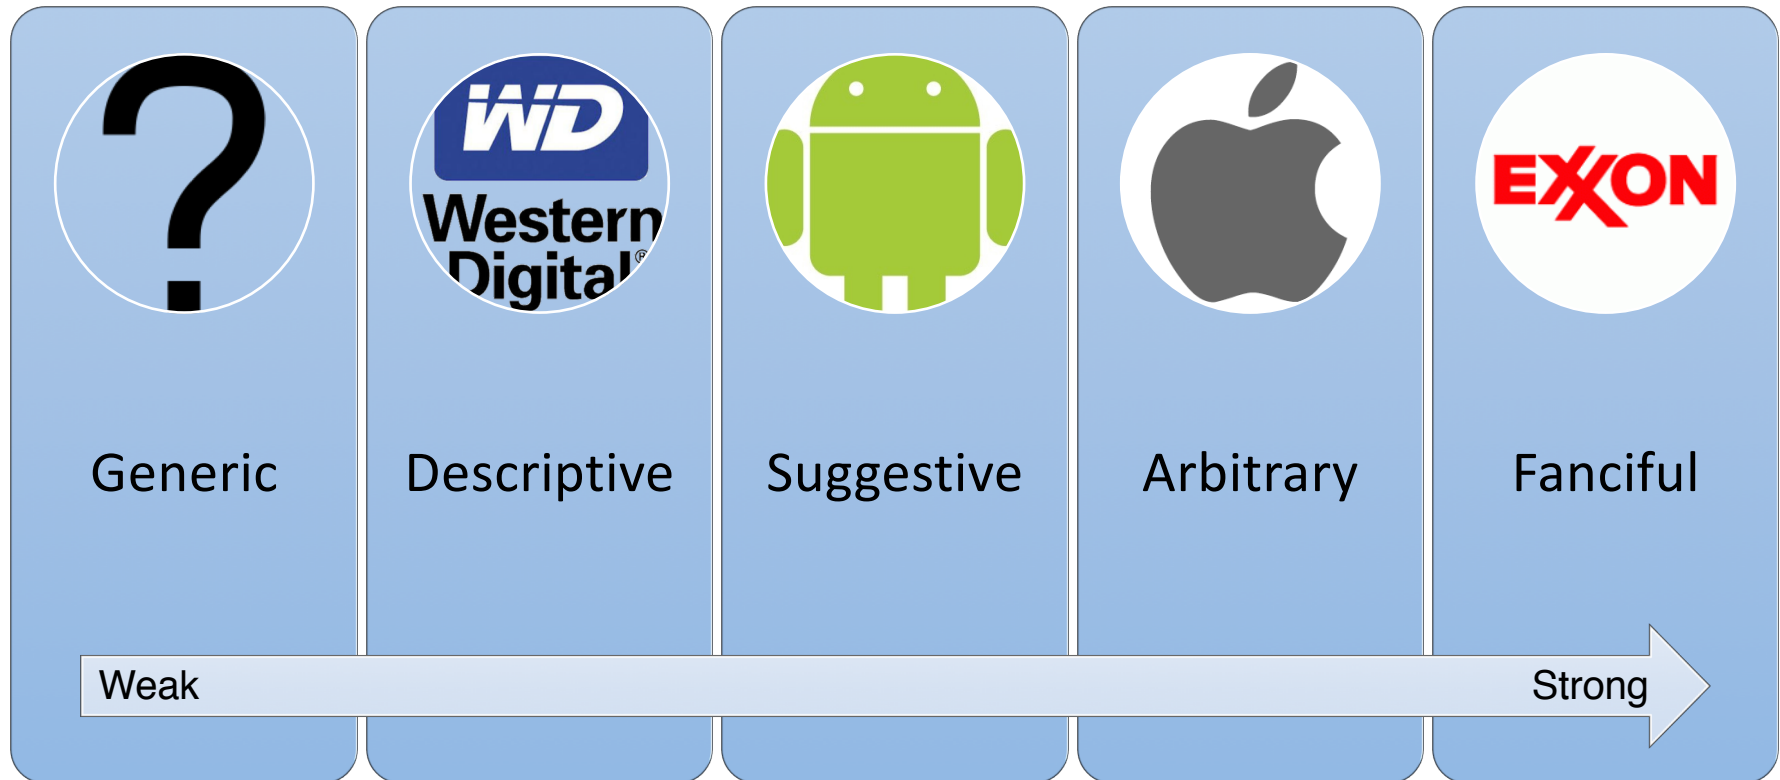 ?
WD
Western
Digital®
EXXON
Generic
Descriptive
Suggestive
Arbitrary
Fanciful
Weak
Strong